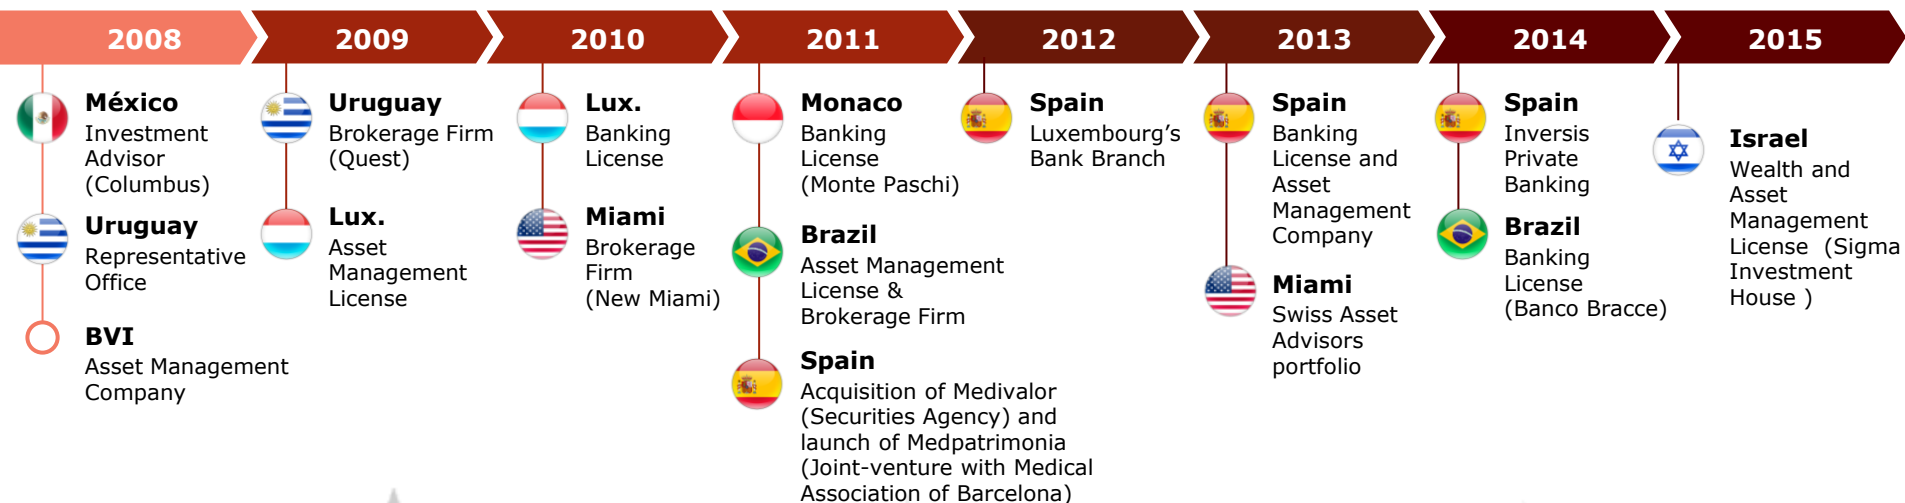 2008
2009
2010
2011
2012
2013
2014
2015
México
Investment
Advisor
(Columbus)
Uruguay
Representative
Office
BVI
Asset Management
Company
Uruguay
Brokerage Firm
(Quest)
Lux.
Asset
Management
License
Lux.
Banking
License
Miami
Brokerage
Firm
(New Miami)
Monaco
Banking
License
(Monte Paschi)
Brazil
Asset Management
License &
Brokerage Firm
Spain
Acquisition of Medivalor
(Securities Agency) and
launch of Medpatrimonia
(Joint-venture with Medical
Association of Barcelona)
Spain
Luxembourg’s
Bank Branch
Spain
Banking
License and
Asset
Management
Company
Miami
Swiss Asset
Advisors
portfolio
Spain
Inversis
Private
Banking
Brazil
Banking
License
(Banco Bracce)
Israel
Wealth and
Asset
Management
License (Sigma
Investment
House )